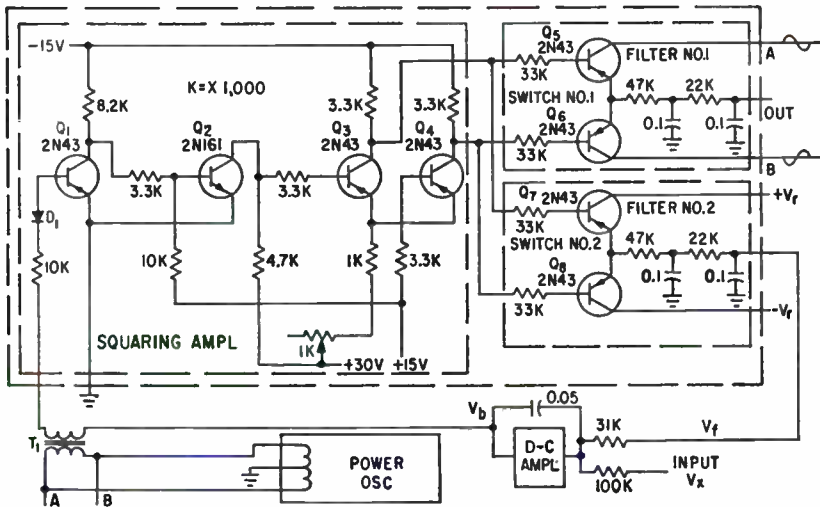 -15V
K=X 1,000
8.2K
Q1
2N43
Q2
2N161
3.3K
Q3
2N43
3.3K
Q4
2N43
3.3K
3.3K
D1
10K
10K
4.7K
1K
3.3K
1K
SQUARING AMPL
+30V
+15V
Q5
2N43
33K
FILTER NO.1
SWITCH NO.1
47K
22K
Q6
2N43
33K
0.1
0.1
A
OUT
B
Q7
2N43
33K
FILTER NO.2
SWITCH NO.2
47K
22K
Q8
2N43
33K
0.1
0.1
+Vr
-Vr
T1
A
B
POWER
OSC
Vb
0.05
D-C
AMPL
31K
Vf
100K
INPUT
Vx